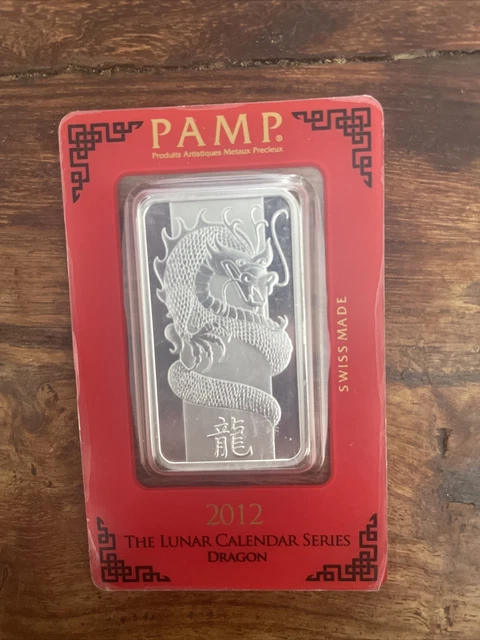 PAMP®
Produits Artistiques Metaux Precieux
SWISS MADE
龍
2012
THE LUNAR CALENDAR SERIES
DRAGON